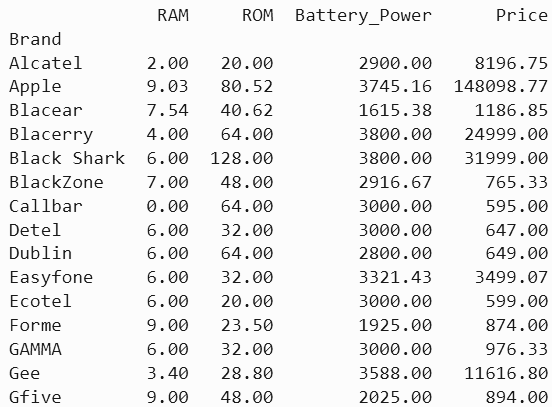 RAM ROM Battery_Power Price
Brand
Alcatel 2.00 20.00 2900.00 8196.75
Apple 9.03 80.52 3745.16 148098.77
Blacear 7.54 40.62 1615.38 1186.85
Blacerry 4.00 64.00 3800.00 24999.00
Black Shark 6.00 128.00 3800.00 31999.00
BlackZone 7.00 48.00 2916.67 765.33
Callbar 0.00 64.00 3000.00 595.00
Detel 6.00 32.00 3000.00 647.00
Dublin 6.00 64.00 2800.00 649.00
Easyfone 6.00 32.00 3321.43 3499.07
Ecotel 6.00 20.00 3000.00 599.00
Forme 9.00 23.50 1925.00 874.00
GAMMA 6.00 32.00 3000.00 976.33
Gee 3.40 28.80 3588.00 11616.80
Gfive 9.00 48.00 2025.00 894.00